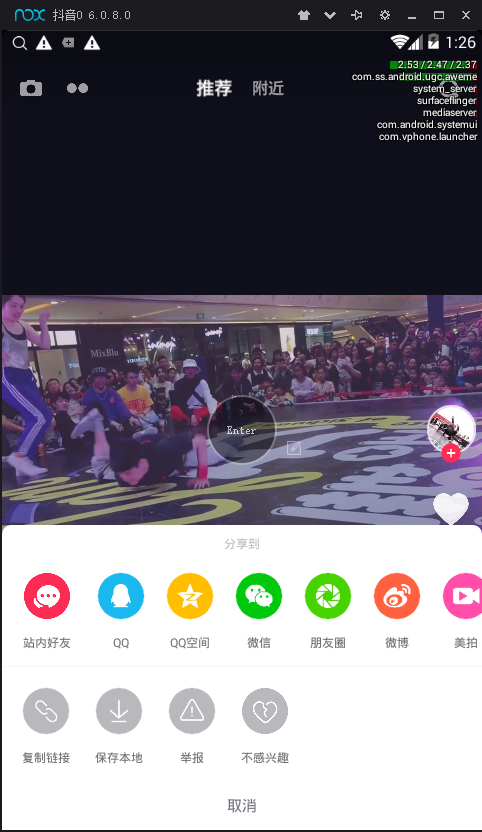 nox 抖音0 6.0.8.0
1:26
2.53 / 2.47 / 2.37
com.ss.android.ugc.aweme
system_server
surfaceflinger
mediaserver
com.android.systemui
com.vphone.launcher
推荐 附近
MixBlu
Enter
分享到
站内好友 QQ QQ空间 微信 朋友圈 微博 美拍
复制链接 保存本地 举报 不感兴趣
取消